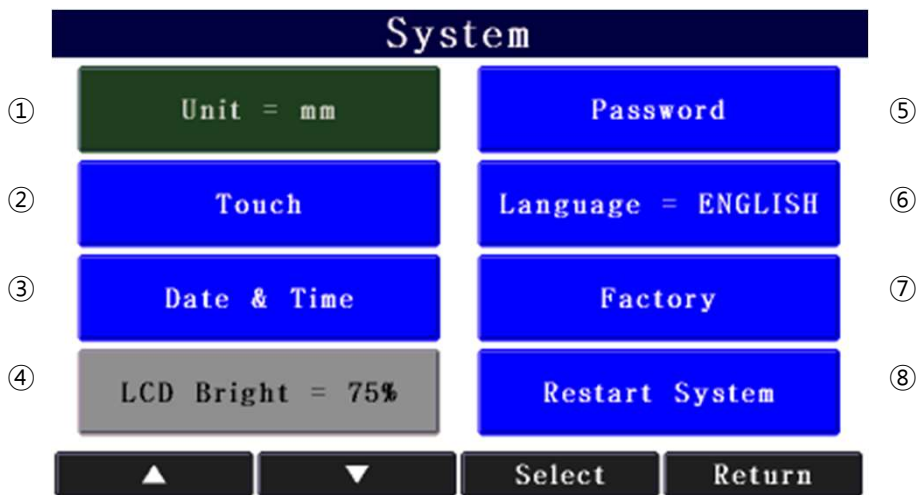 System
① Unit = mm
② Touch
③ Date & Time
④ LCD Bright = 75%
Password ⑤
Language = ENGLISH ⑥
Factory ⑦
Restart System ⑧
▲ ▼ Select Return